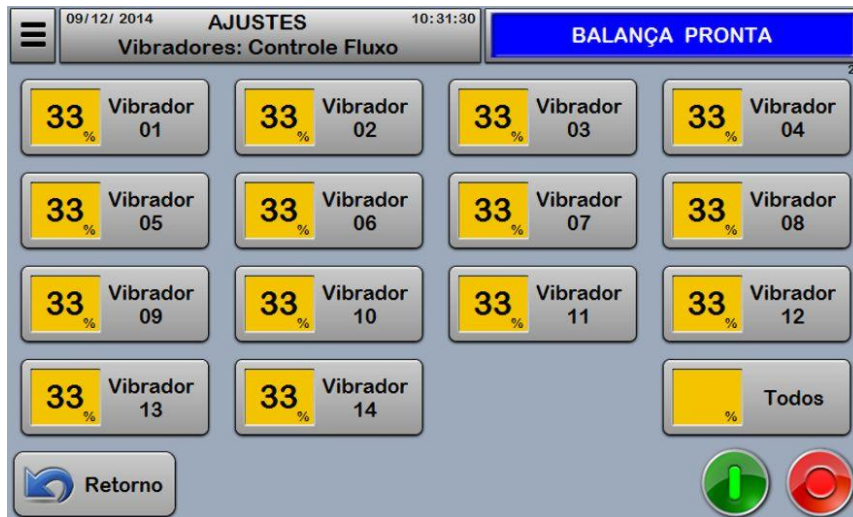 09/12/ 2014 AJUSTES 10:31:30
Vibradores: Controle Fluxo
BALANÇA PRONTA
2
33 % Vibrador 01
33 % Vibrador 02
33 % Vibrador 03
33 % Vibrador 04
33 % Vibrador 05
33 % Vibrador 06
33 % Vibrador 07
33 % Vibrador 08
33 % Vibrador 09
33 % Vibrador 10
33 % Vibrador 11
33 % Vibrador 12
33 % Vibrador 13
33 % Vibrador 14
% Todos
Retorno